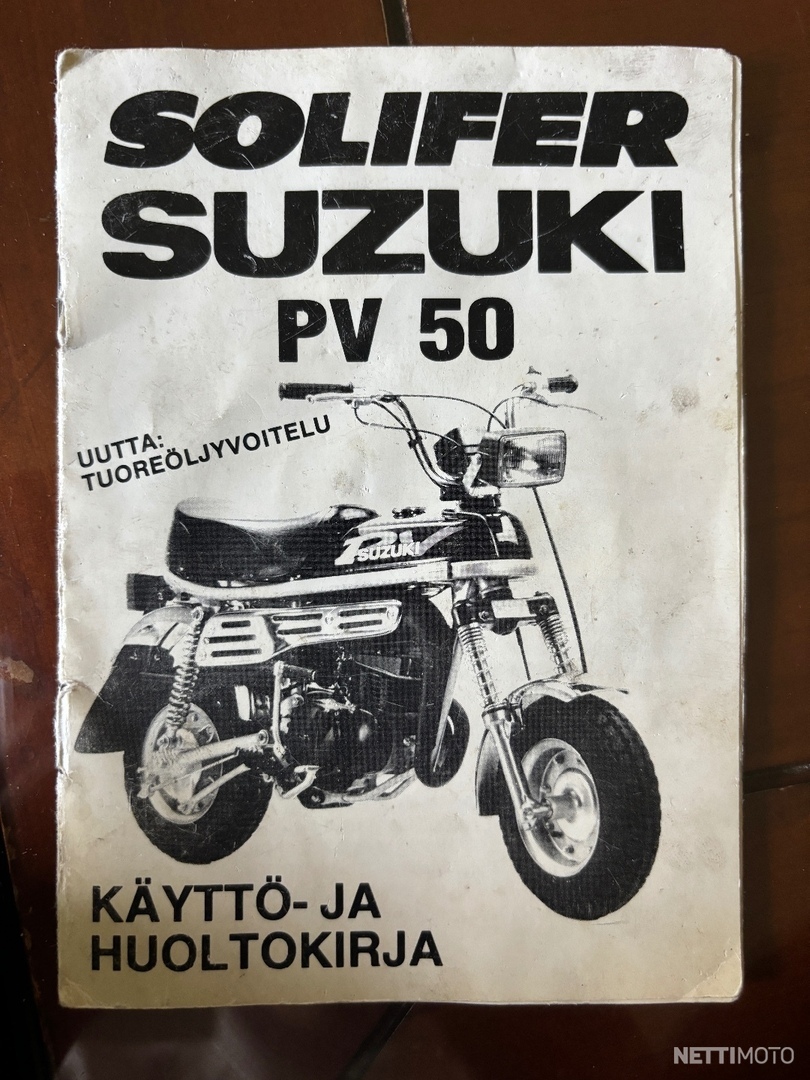 SOLIFER
SUZUKI
PV 50
UUTTA:
TUOREÖLJYVOITELU
PV
SUZUKI
KÄYTTÖ- JA
HUOLTOKIRJA
NETTIMOTO